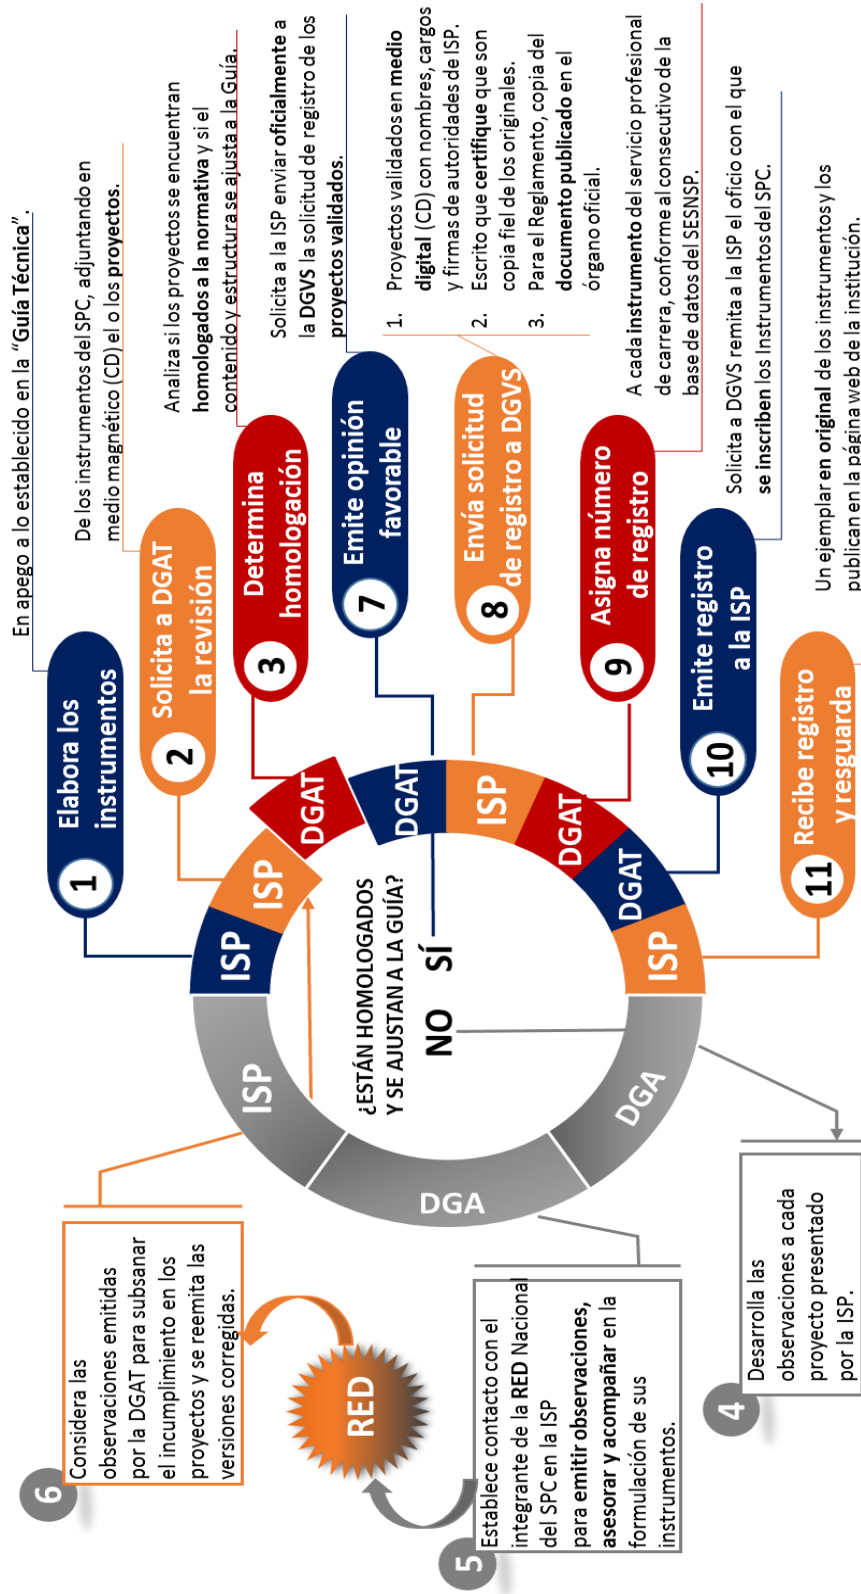 1
Elabora los
instrumentos
En apego a lo establecido en la “Guía Técnica”.
2
Solicita a DGAT
la revisión
De los instrumentos del SPC, adjuntando en
medio magnético (CD) el o los proyectos.
3
Determina
homologación
Analiza si los proyectos se encuentran
homologados a la normativa y si el
contenido y estructura se ajusta a la Guía.
7
Emite opinión
favorable
Solicita a la ISP enviar oficialmente a
la DGVS la solicitud de registro de los
proyectos validados.
8
Envía solicitud
de registro a DGVS
1. Proyectos validados en medio
digital (CD) con nombres, cargos
y firmas de autoridades de ISP.
2. Escrito que certifique que son
copia fiel de los originales.
3. Para el Reglamento, copia del
documento publicado en el
órgano oficial.
9
Asigna número
de registro
A cada instrumento del servicio profesional
de carrera, conforme al consecutivo de la
base de datos del SESNSP.
10
Emite registro
a la ISP
Solicita a DGVS remita a la ISP el oficio con el que
se inscriben los Instrumentos del SPC.
11
Recibe registro
y resguarda
Un ejemplar en original de los instrumentos y los
publican en la página web de la institución.
ISP
ISP
DGAT
DGAT
ISP
DGAT
DGAT
ISP
DGA
DGA
ISP
¿ESTÁN HOMOLOGADOS
Y SE AJUSTAN A LA GUÍA?
NO SÍ
6
Considera las
observaciones emitidas
por la DGAT para subsanar
el incumplimiento en los
proyectos y se reemita las
versiones corregidas.
RED
5
Establece contacto con el
integrante de la RED Nacional
del SPC en la ISP
para emitir observaciones,
asesorar y acompañar en la
formulación de sus
instrumentos.
4
Desarrolla las
observaciones a cada
proyecto presentado
por la ISP.